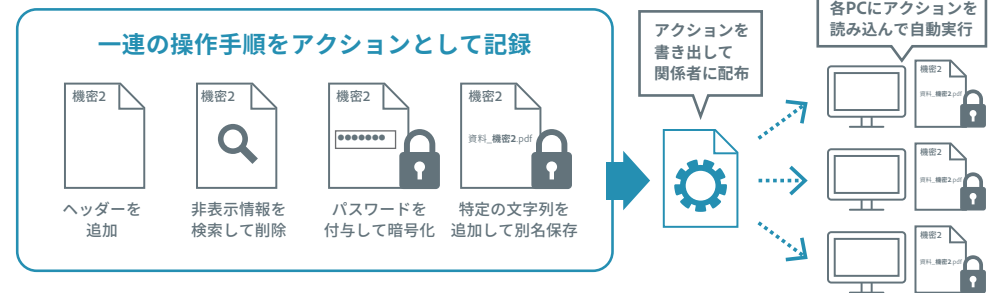 一連の操作手順をアクションとして記録
機密2
ヘッダーを
追加
機密2
非表示情報を
検索して削除
機密2
パスワードを
付与して暗号化
機密2
資料_機密2.pdf
特定の文字列を
追加して別名保存
アクションを
書き出して
関係者に配布
各PCにアクションを
読み込んで自動実行
機密2
資料_機密2.pdf
機密2
資料_機密2.pdf
機密2
資料_機密2.pdf